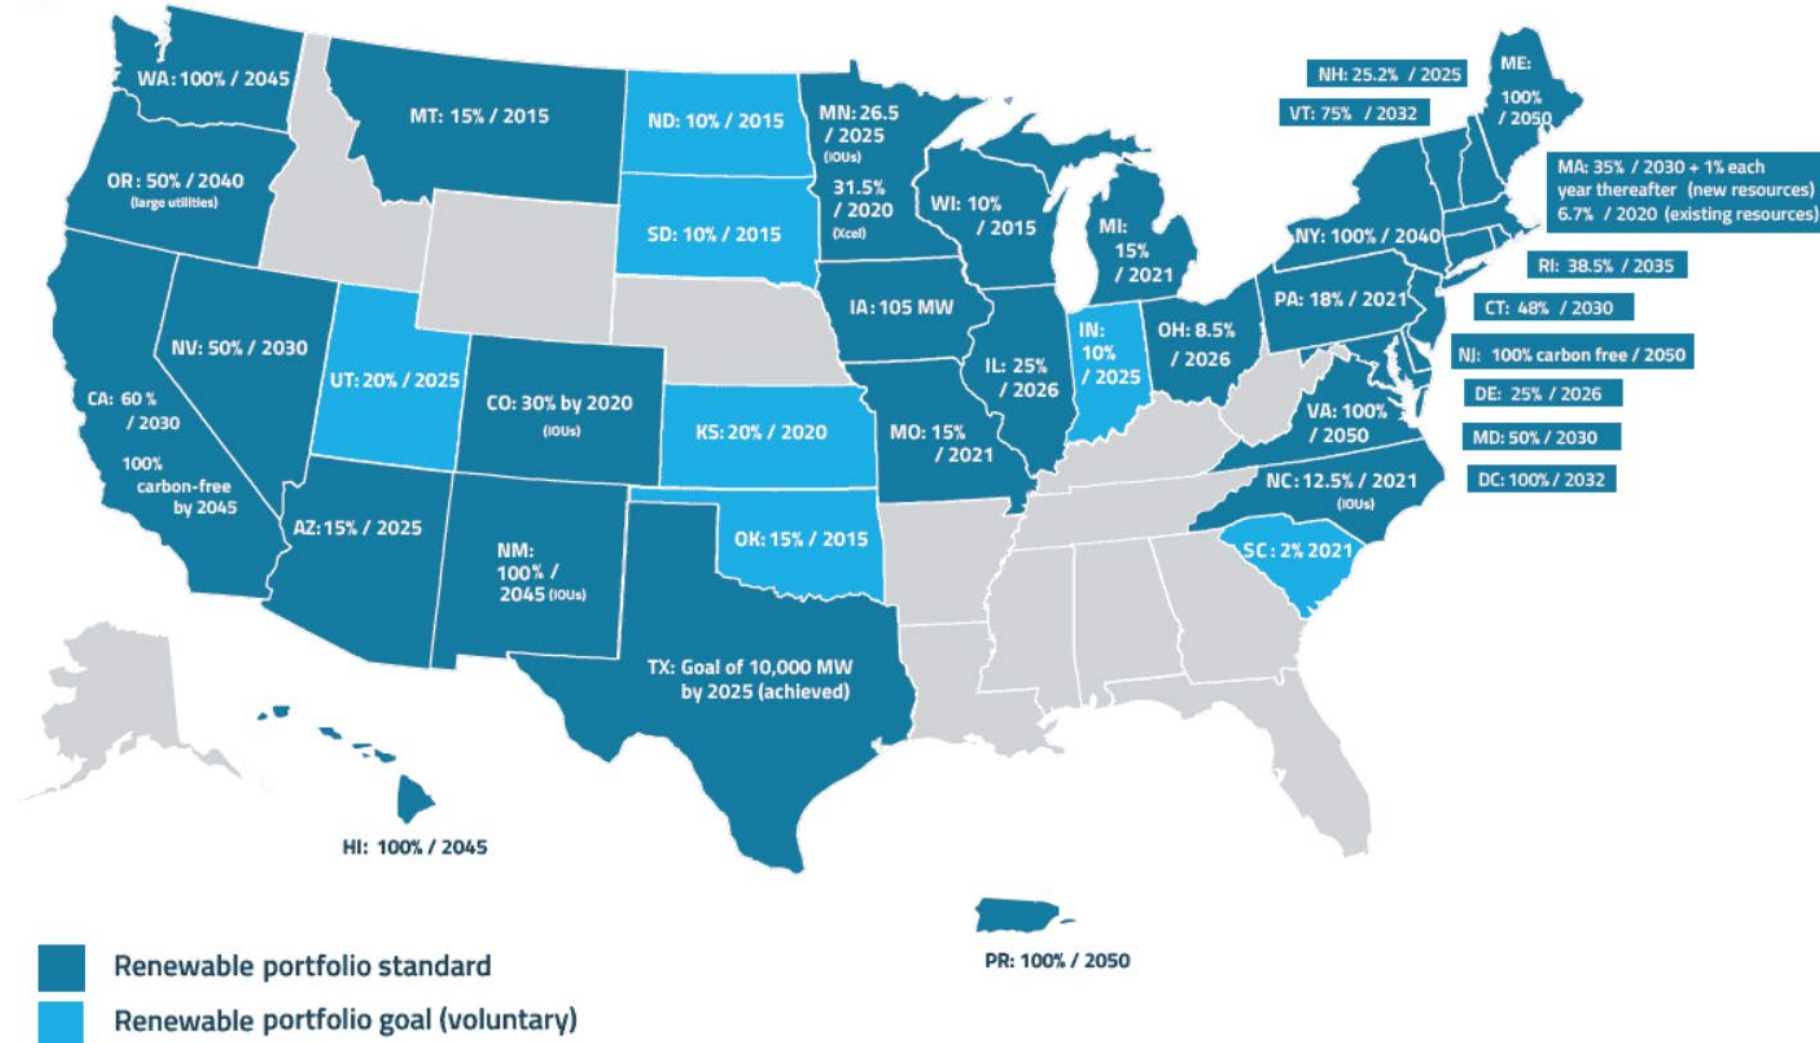 WA: 100% / 2045
MT: 15% / 2015
ND: 10% / 2015
MN: 26.5
/ 2025
(IOUs)
31.5%
/ 2020
(Xcel)
NH: 25.2% / 2025
VT: 75% / 2032
ME:
100%
/ 2050
OR: 50% / 2040
(large utilities)
SD: 10% / 2015
WI: 10%
/ 2015
MI:
15%
/ 2021
NY: 100% / 2040
MA: 35% / 2030 + 1% each
year thereafter (new resources)
6.7% / 2020 (existing resources)
RI: 38.5% / 2035
CT: 48% / 2030
NJ: 100% carbon free / 2050
DE: 25% / 2026
MD: 50% / 2030
DC: 100% / 2032
NV: 50% / 2030
UT: 20% / 2025
CO: 30% by 2020
(IOUs)
IA: 105 MW
IL: 25%
/ 2026
IN:
10%
/ 2025
OH: 8.5%
/ 2026
PA: 18% / 2021
CA: 60 %
/ 2030
100%
carbon-free
by 2045
KS: 20% / 2020
MO: 15%
/ 2021
VA: 100%
/ 2050
NC: 12.5% / 2021
(IOUs)
AZ: 15% / 2025
NM:
100% /
2045 (IOUs)
OK: 15% / 2015
SC: 2% 2021
TX: Goal of 10,000 MW
by 2025 (achieved)
HI: 100% / 2045
PR: 100% / 2050
Renewable portfolio standard
Renewable portfolio goal (voluntary)